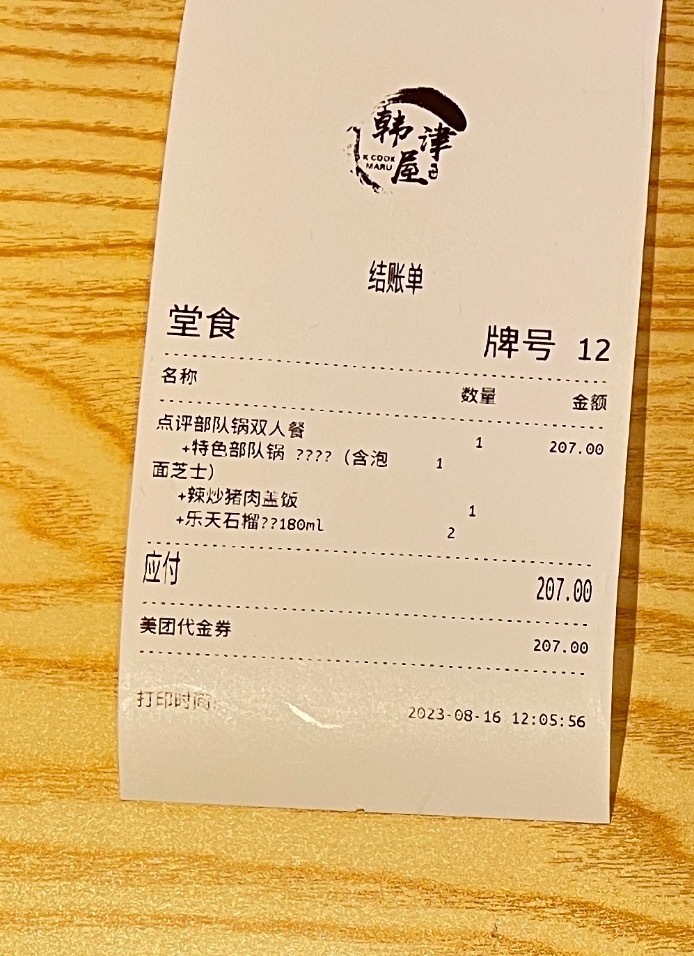 韩津屋
K COOK
MARU
结账单
堂食 牌号 12
名称 数量 金额
点评部队锅双人餐 1 207.00
+特色部队锅 ????（含泡 1
面芝士）
+辣炒猪肉盖饭 1
+乐天石榴??180ml 2
应付 207.00
美团代金券 207.00
打印时间: 2023-08-16 12:05:56